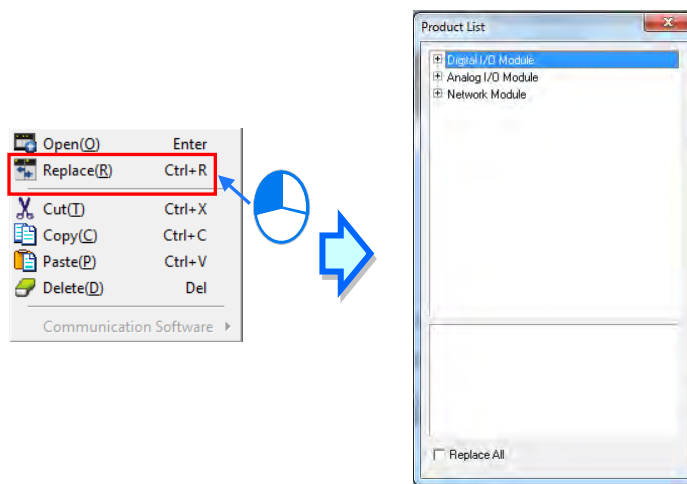 Open(O) Enter
Replace(R) Ctrl+R
Cut(T) Ctrl+X
Copy(C) Ctrl+C
Paste(P) Ctrl+V
Delete(D) Del
Communication Software
Product List
x
Digital I/O Module
Analog I/O Module
Network Module
Replace All